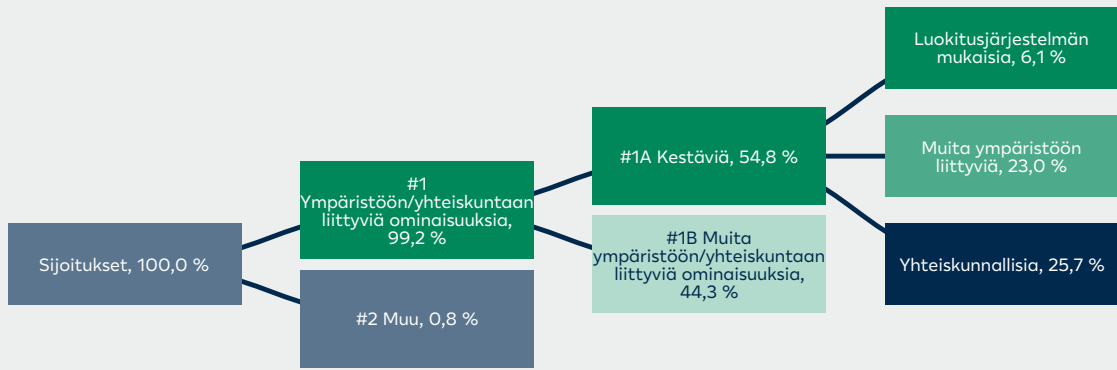 Sijoitukset, 100,0 %
#1
Ympäristöön/yhteiskuntaan
liittyviä ominaisuuksia,
99,2 %
#2 Muu, 0,8 %
#1A Kestäviä, 54,8 %
#1B Muita
ympäristöön/yhteiskuntaan
liittyviä ominaisuuksia,
44,3 %
Luokitusjärjestelmän
mukaisia, 6,1 %
Muita ympäristöön
liittyviä, 23,0 %
Yhteiskunnallisia, 25,7 %